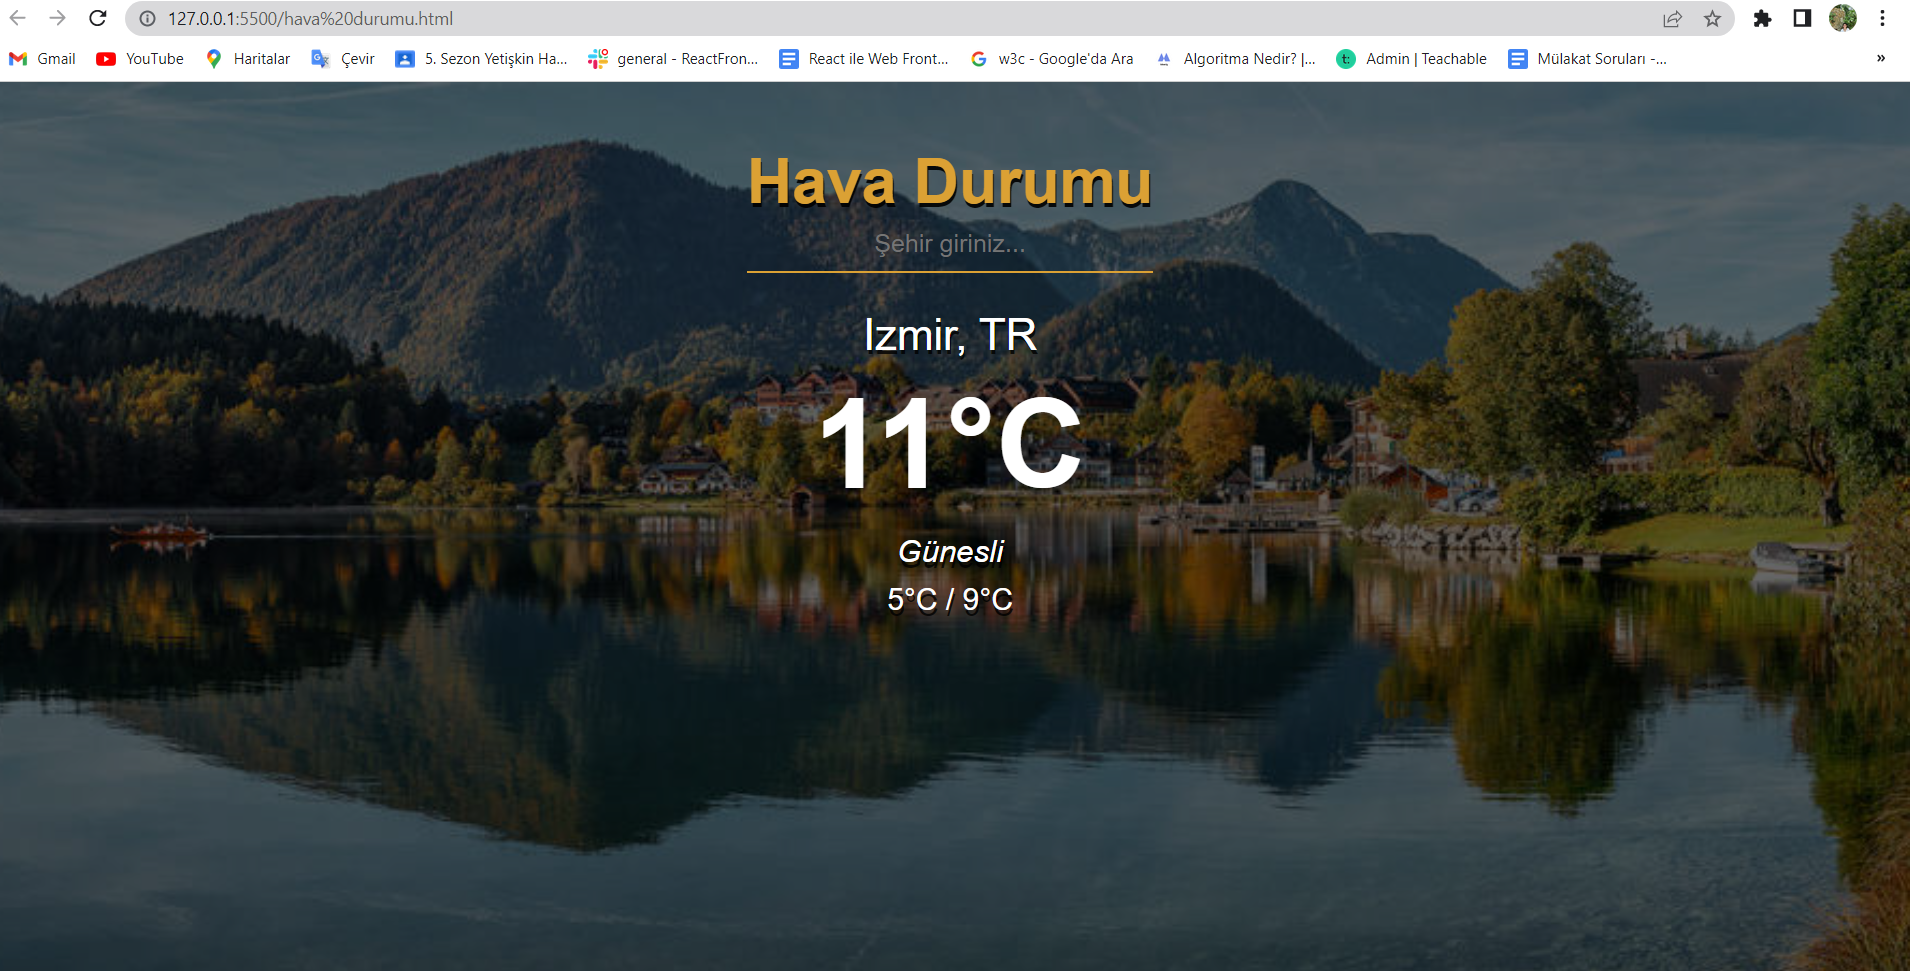 127.0.0.1:5500/hava%20durumu.html
Gmail YouTube Haritalar Çevir 5. Sezon Yetişkin Ha... general - ReactFron... React ile Web Front... w3c - Google'da Ara Algoritma Nedir? |... Admin | Teachable Mülakat Soruları -... »
Hava Durumu
Şehir giriniz...
Izmir, TR
11°C
Günesli
5°C / 9°C